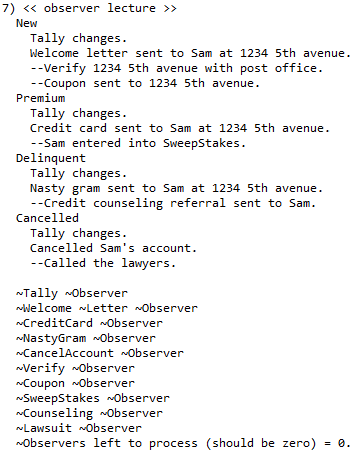 7) << observer lecture >>
New
Tally changes.
Welcome letter sent to Sam at 1234 5th avenue.
--Verify 1234 5th avenue with post office.
--Coupon sent to 1234 5th avenue.
Premium
Tally changes.
Credit card sent to Sam at 1234 5th avenue.
--Sam entered into SweepStakes.
Delinquent
Tally changes.
Nasty gram sent to Sam at 1234 5th avenue.
--Credit counseling referral sent to Sam.
Cancelled
Tally changes.
Cancelled Sam's account.
--Called the lawyers.
~Tally ~Observer
~Welcome ~Letter ~Observer
~CreditCard ~Observer
~NastyGram ~Observer
~CancelAccount ~Observer
~Verify ~Observer
~Coupon ~Observer
~SweepStakes ~Observer
~Counseling ~Observer
~Lawsuit ~Observer
~Observers left to process (should be zero) = 0.